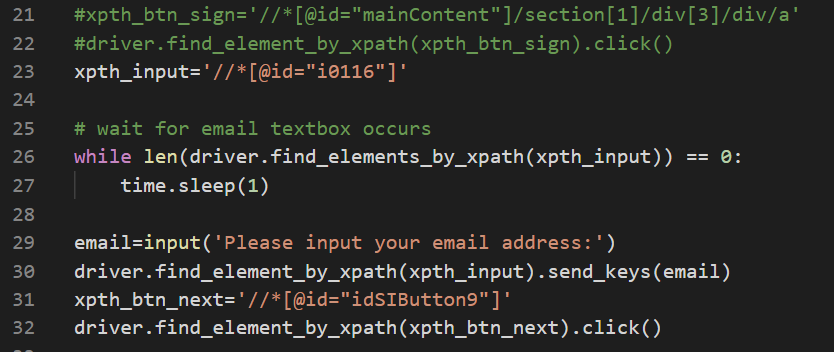 21 #xpth_btn_sign='//*[@id="mainContent"]/section[1]/div[3]/div/a'
22 #driver.find_element_by_xpath(xpth_btn_sign).click()
23 xpth_input='//*[@id="i0116"]'
24
25 # wait for email textbox occurs
26 while len(driver.find_elements_by_xpath(xpth_input)) == 0:
27 time.sleep(1)
28
29 email=input('Please input your email address:')
30 driver.find_element_by_xpath(xpth_input).send_keys(email)
31 xpth_btn_next='//*[@id="idSIButton9"]'
32 driver.find_element_by_xpath(xpth_btn_next).click()